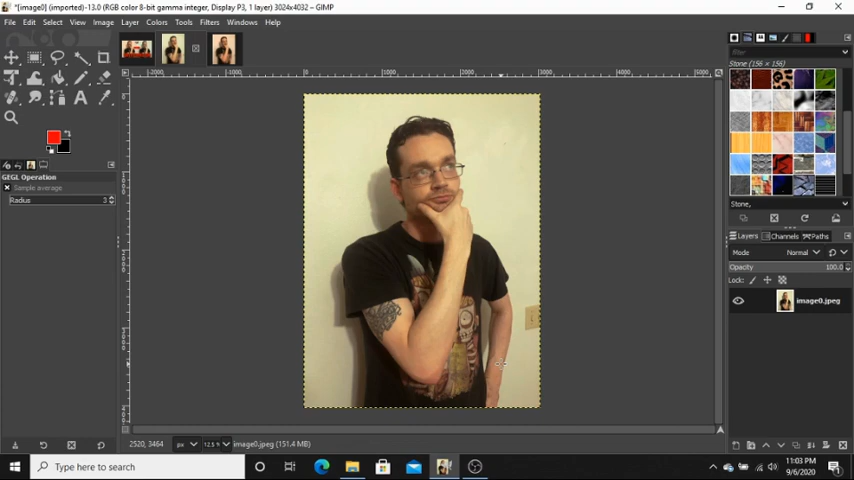 *[image0] (imported)-13.0 (RGB color 8-bit gamma integer, Display P3, 1 layer) 3024x4032 – GIMP
File Edit Select View Image Layer Colors Tools Filters Windows Help
GEGL Operation
Sample average
Radius 3
filter
Stone (156 × 156)
Stone,
Layers Channels Paths
Mode Normal
Opacity 100.0
Lock:
image0.jpeg
2520, 3464 px 12.5 % image0.jpeg (151.4 MB)
Type here to search
11:03 PM
9/6/2020